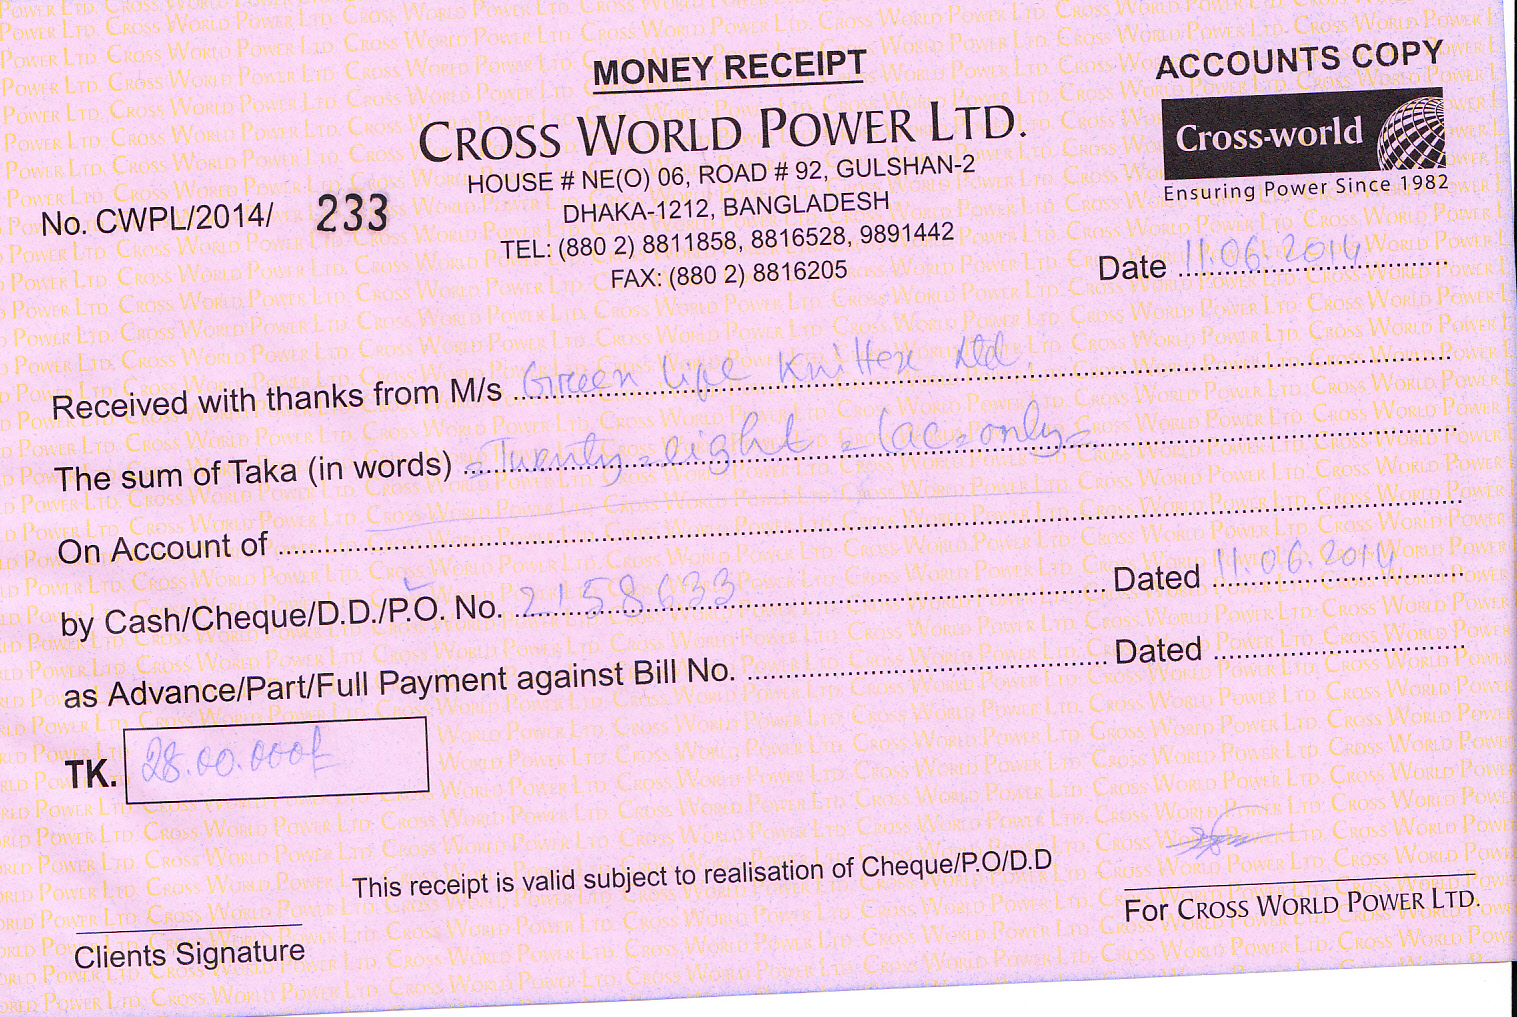 MONEY RECEIPT
ACCOUNTS COPY
CROSS WORLD POWER LTD.
Cross-world
Ensuring Power Since 1982
HOUSE # NE(O) 06, ROAD # 92, GULSHAN-2
DHAKA-1212, BANGLADESH
TEL: (880 2) 8811858, 8816528, 9891442
FAX: (880 2) 8816205
No. CWPL/2014/ 233
Date 11.06.2014
Received with thanks from M/s Green life Knittex Ltd.
The sum of Taka (in words) = Twenty = eight = lac = only =
On Account of
by Cash/Cheque/D.D./P.O. No. 2158633 Dated 11.06.2014
as Advance/Part/Full Payment against Bill No. Dated
TK. 28.00.000/-
This receipt is valid subject to realisation of Cheque/P.O/D.D
For CROSS WORLD POWER LTD.
Clients Signature